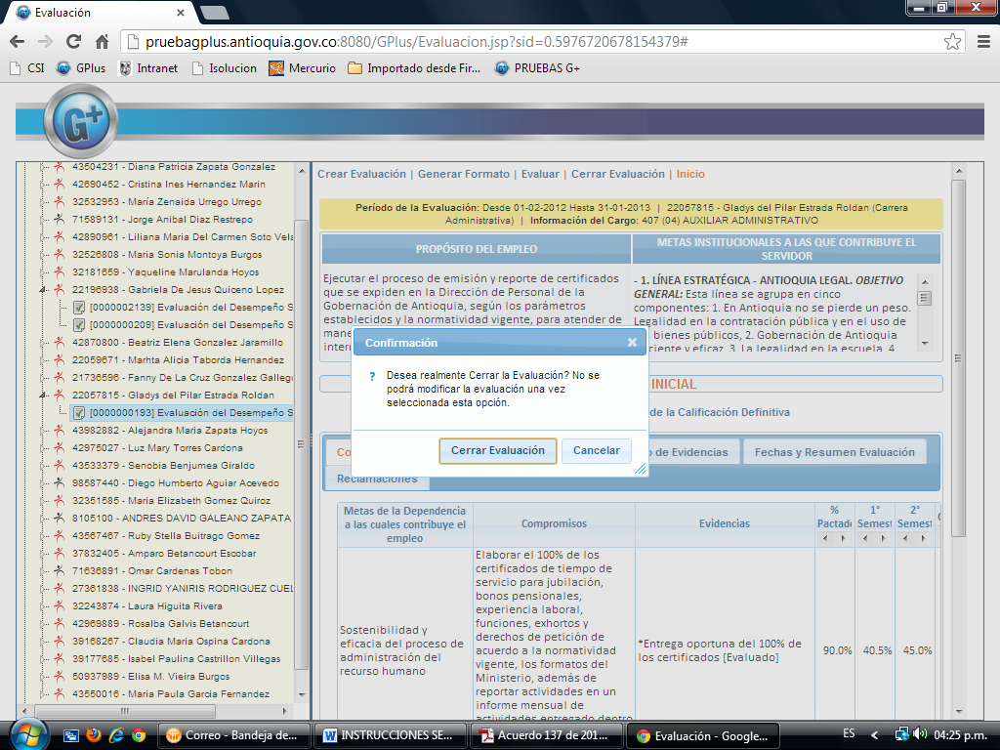 Evaluación
pruebagplus.antioquia.gov.co:8080/GPlus/Evaluacion.jsp?sid=0.5976720678154379#
CSI GPlus Intranet Isolucion Mercurio Importado desde Fir... PRUEBAS G+
G+
43504231 - Diana Patricia Zapata Gonzalez
42690452 - Cristina Ines Hernandez Marin
32532953 - María Zenaida Urrego Urrego
71589131 - Jorge Anibal Diaz Restrepo
42890961 - Liliana Maria Del Carmen Soto Vela
32526808 - Maria Sonia Montoya Burgos
32181659 - Yaqueline Marulanda Hoyos
22196938 - Gabriela De Jesus Quiceno Lopez
[0000002139] Evaluación del Desempeño S
[0000000209] Evaluación del Desempeño S
42870800 - Beatriz Elena Gonzalez Jaramillo
22059671 - Marhta Alicia Taborda Hernandez
21736596 - Fanny De La Cruz Gonzalez Galleg
22057815 - Gladys del Pilar Estrada Roldan
[0000000193] Evaluación del Desempeño S
43982882 - Alejandra Maria Zapata Hoyos
42975027 - Luz Mary Torres Cardona
43533379 - Senobia Benjumea Giraldo
98587440 - Diego Humberto Aguiar Acevedo
32351585 - Maria Elizabeth Gomez Quiroz
8105100 - ANDRES DAVID GALEANO ZAPATA
43567467 - Ruby Stella Buitrago Gomez
37832405 - Amparo Betancourt Escobar
71636891 - Omar Cardenas Tobon
27361838 - INGRID YANIRIS RODRIGUEZ CUEL
32243874 - Laura Higuita Rivera
42969889 - Rosalba Galvis Betancourt
39168267 - Claudia Maria Ospina Cardona
39177685 - Isabel Paulina Castrillon Villegas
50937989 - Elisa M. Vieira Burgos
43550016 - Maria Paula Garcia Fernandez
Crear Evaluación | Generar Formato | Evaluar | Cerrar Evaluación | Inicio
Período de la Evaluación: Desde 01-02-2012 Hasta 31-01-2013 | 22057815 - Gladys del Pilar Estrada Roldan (Carrera
Administrativa) | Información del Cargo: 407 (04) AUXILIAR ADMINISTRATIVO
PROPÓSITO DEL EMPLEO
METAS INSTITUCIONALES A LAS QUE CONTRIBUYE EL
SERVIDOR
Ejecutar el proceso de emisión y reporte de certificados
que se expiden en la Dirección de Personal de la
Gobernación de Antioquia, según los parámetros
establecidos y la normatividad vigente, para atender de
mane
intern
- 1. LÍNEA ESTRATÉGICA - ANTIOQUIA LEGAL. OBJETIVO
GENERAL: Esta línea se agrupa en cinco
componentes: 1. En Antioquia no se pierde un peso.
Legalidad en la contratación pública y en el uso de
bienes públicos, 2. Gobernación de Antioquia
ciente y eficaz, 3. La legalidad en la escuela, 4.
Confirmación
? Desea realmente Cerrar la Evaluación? No se
podrá modificar la evaluación una vez
seleccionada esta opción.
Cerrar Evaluación Cancelar
INICIAL
de la Calificación Definitiva
Co
o de Evidencias Fechas y Resumen Evaluación
Reclamaciones
Metas de la Dependencia
a las cuales contribuye el
empleo
Compromisos
Evidencias
%
Pactado
1°
Semest
2°
Semest
Sostenibilidad y
eficacia del proceso de
administración del
recurso humano
Elaborar el 100% de los
certificados de tiempo de
servicio para jubilación,
bonos pensionales,
experiencia laboral,
funciones, exhortos y
derechos de petición de
acuerdo a la normatividad
vigente, los formatos del
Ministerio, además de
reportar actividades en un
informe mensual de
actividades entregado dentro
*Entrega oportuna del 100% de
los certificados [Evaluado]
90.0% 40.5% 45.0%
Correo - Bandeja de... INSTRUCCIONES SE... Acuerdo 137 de 201... Evaluación - Google... ES 04:25 p.m.